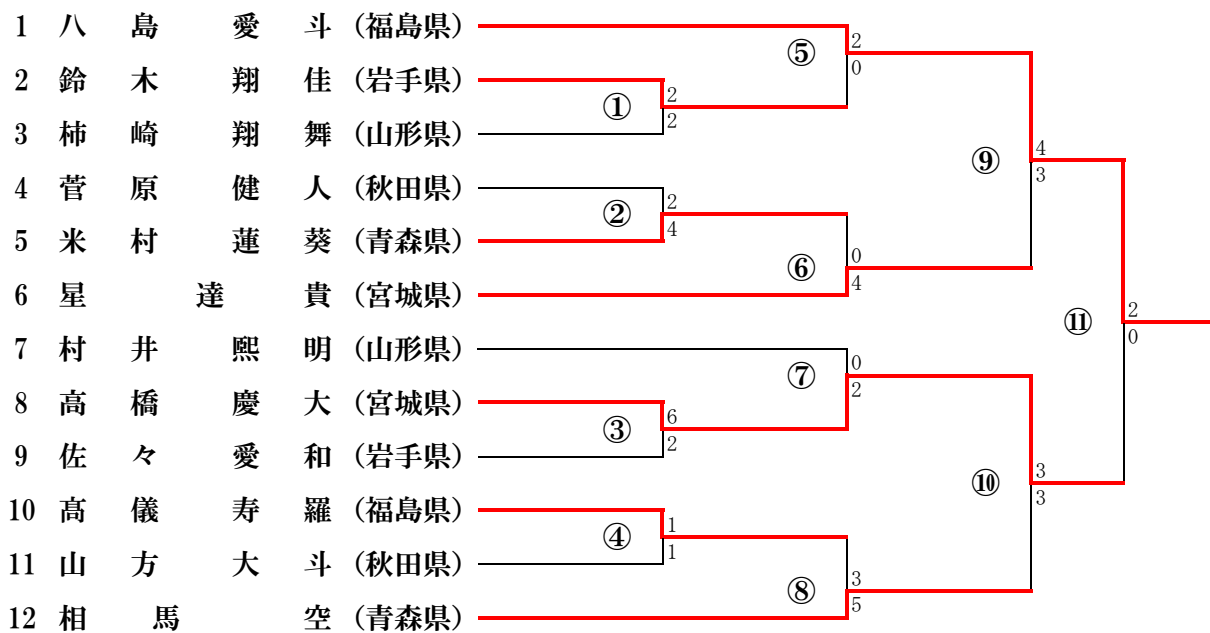 1 八島愛斗 (福島県)
⑤ 2 0
2 鈴木翔佳 (岩手県)
① 2 2
3 柿崎翔舞 (山形県)
⑨ 4 3
4 菅原健人 (秋田県)
② 2 4
5 米村蓮葵 (青森県)
⑥ 0 4
6 星達貴 (宮城県)
⑪ 2 0
7 村井熙明 (山形県)
⑦ 0 2
8 高橋慶大 (宮城県)
③ 6 2
9 佐々愛和 (岩手県)
⑩ 3 3
10 髙儀寿羅 (福島県)
④ 1 1
11 山方大斗 (秋田県)
⑧ 3 5
12 相馬空 (青森県)